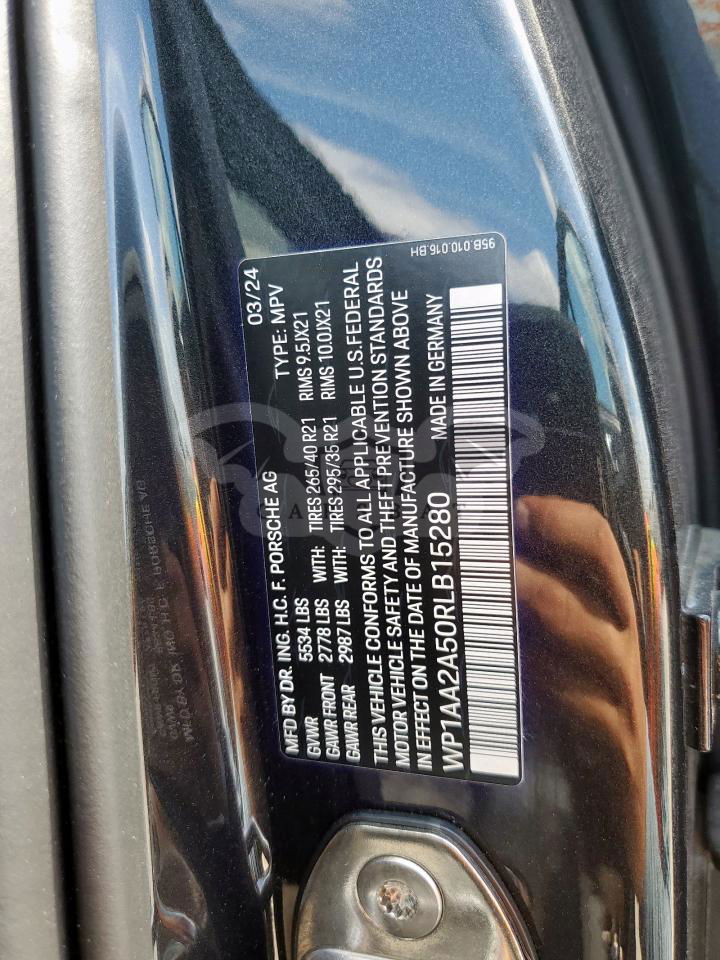 MFD BY DR. ING. H.C. F. PORSCHE AG 03/24
GVWR 5534 LBS TYPE: MPV
GAWR FRONT 2778 LBS WITH: TIRES 265/40 R21 RIMS 9.5JX21
GAWR REAR 2987 LBS WITH: TIRES 295/35 R21 RIMS 10.0JX21
THIS VEHICLE CONFORMS TO ALL APPLICABLE U.S.FEDERAL
MOTOR VEHICLE SAFETY AND THEFT PREVENTION STANDARDS
IN EFFECT ON THE DATE OF MANUFACTURE SHOWN ABOVE
WP1AA2A50RLB15280 MADE IN GERMANY
95B.010.016.BH